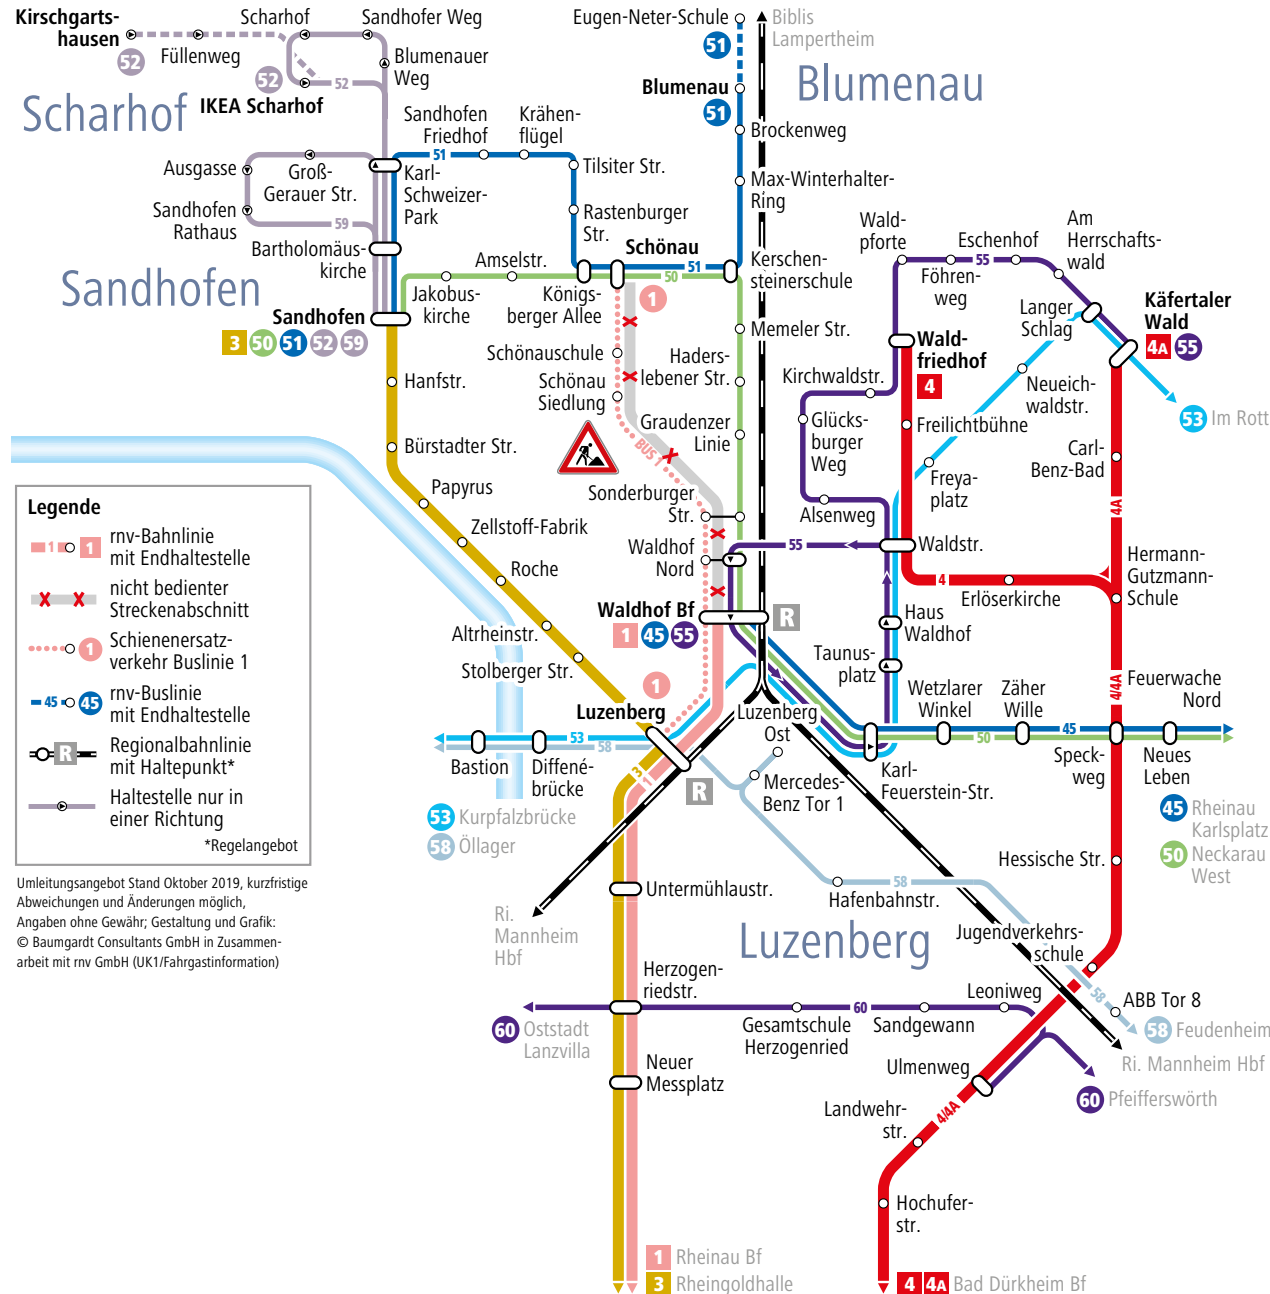 Kirschgarts-
hausen
52
Füllenweg
Scharhof
Sandhofer Weg
Blumenauer
Weg
52
IKEA Scharhof
52
Scharhof
Eugen-Neter-Schule
51
Blumenau
51
Biblis
Lampertheim
Blumenau
Brockenweg
Max-Winterhalter-
Ring
Sandhofen
Friedhof
Krähen-
flügel
51
Tilsiter Str.
Rastenburger
Str.
Ausgasse
Groß-
Gerauer Str.
Karl-
Schweizer-
Park
Sandhofen
Rathaus
59
Bartholomäus-
kirche
Sandhofen
Sandhofen
3 50 51 52 59
Amselstr.
Jakobus-
kirche
Königs-
berger Allee
Schönau
51
50
1
Kerschen-
steinerschule
Memeler Str.
Schönauschule
Schönau
Siedlung
Haders-
lebener Str.
Graudenzer
Linie
BUS 1
Sonderburger
Str.
Waldhof
Nord
Waldhof Bf
1 45 55
R
55
Wald-
pforte
Eschenhof
55
Föhren-
weg
Am
Herrschafts-
wald
Langer
Schlag
Käfertaler
Wald
4A 55
Wald-
friedhof
4
Kirchwaldstr.
Glücks-
burger
Weg
Alsenweg
Freilichtbühne
Freya-
platz
Neueich-
waldstr.
53 Im Rott
Carl-
Benz-Bad
4A
Waldstr.
4
Erlöserkirche
Hermann-
Gutzmann-
Schule
Haus
Waldhof
Taunus-
platz
4/4A
Feuerwache
Nord
Wetzlarer
Winkel
Zäher
Wille
45
50
Speck-
weg
Neues
Leben
Karl-
Feuerstein-Str.
45 Rheinau
Karlsplatz
50 Neckarau
West
Hanfstr.
Bürstadter Str.
Papyrus
Zellstoff-Fabrik
Roche
Altrheinstr.
Stolberger Str.
1
Luzenberg
53
58
Bastion
Diffené-
brücke
53 Kurpfalzbrücke
58 Öllager
3
1
R
Luzenberg
Ost
Mercedes-
Benz Tor 1
Legende
1 1 rnv-Bahnlinie
mit Endhaltestelle
nicht bedienter
Streckenabschnitt
1 Schienenersatz-
verkehr Buslinie 1
45 45 rnv-Buslinie
mit Endhaltestelle
R Regionalbahnlinie
mit Haltepunkt*
Haltestelle nur in
einer Richtung
*Regelangebot
Umleitungsangebot Stand Oktober 2019, kurzfristige
Abweichungen und Änderungen möglich,
Angaben ohne Gewähr; Gestaltung und Grafik:
© Baumgardt Consultants GmbH in Zusammen-
arbeit mit rnv GmbH (UK1/Fahrgastinformation)
Untermühlaustr.
Ri.
Mannheim
Hbf
58
Hafenbahnstr.
Hessische Str.
Luzenberg
Jugendverkehrs-
schule
58
ABB Tor 8
58 Feudenheim
Ri. Mannheim Hbf
Herzogen-
riedstr.
60 Oststadt
Lanzvilla
60
Gesamtschule
Herzogenried
Sandgewann
Leoniweg
Ulmenweg
60 Pfeifferswörth
Neuer
Messplatz
Landwehr-
str.
4/4A
Hochufer-
str.
1 Rheinau Bf
3 Rheingoldhalle
4 4A Bad Dürkheim Bf